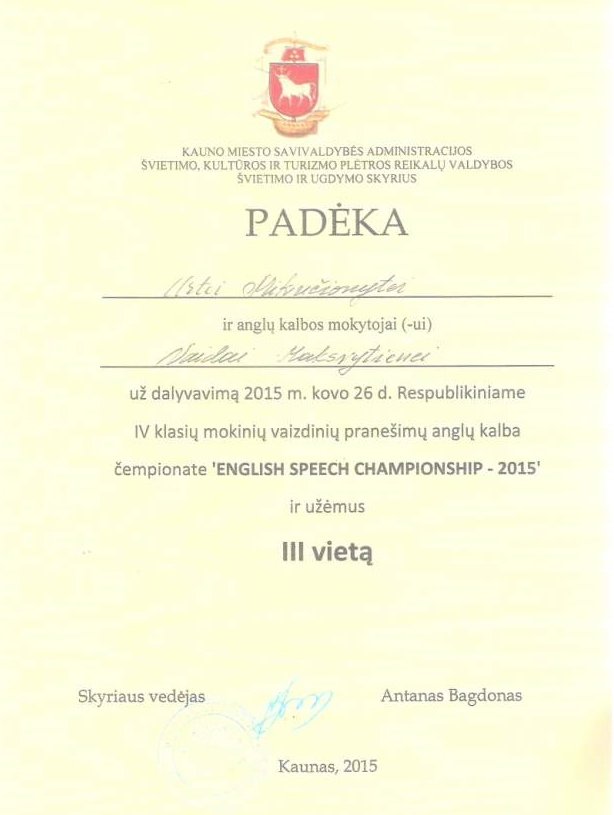 KAUNO MIESTO SAVIVALDYBĖS ADMINISTRACIJOS
ŠVIETIMO, KULTŪROS IR TURIZMO PLĖTROS REIKALŲ VALDYBOS
ŠVIETIMO IR UGDYMO SKYRIUS
PADĖKA
Mikučionytei
ir anglų kalbos mokytojai (-ui)
Vaidai
už dalyvavimą 2015 m. kovo 26 d. Respublikiniame
IV klasių mokinių vaizdinių pranešimų anglų kalba
čempionate 'ENGLISH SPEECH CHAMPIONSHIP - 2015'
ir užėmus
III vietą
Skyriaus vedėjas Antanas Bagdonas
Kaunas, 2015